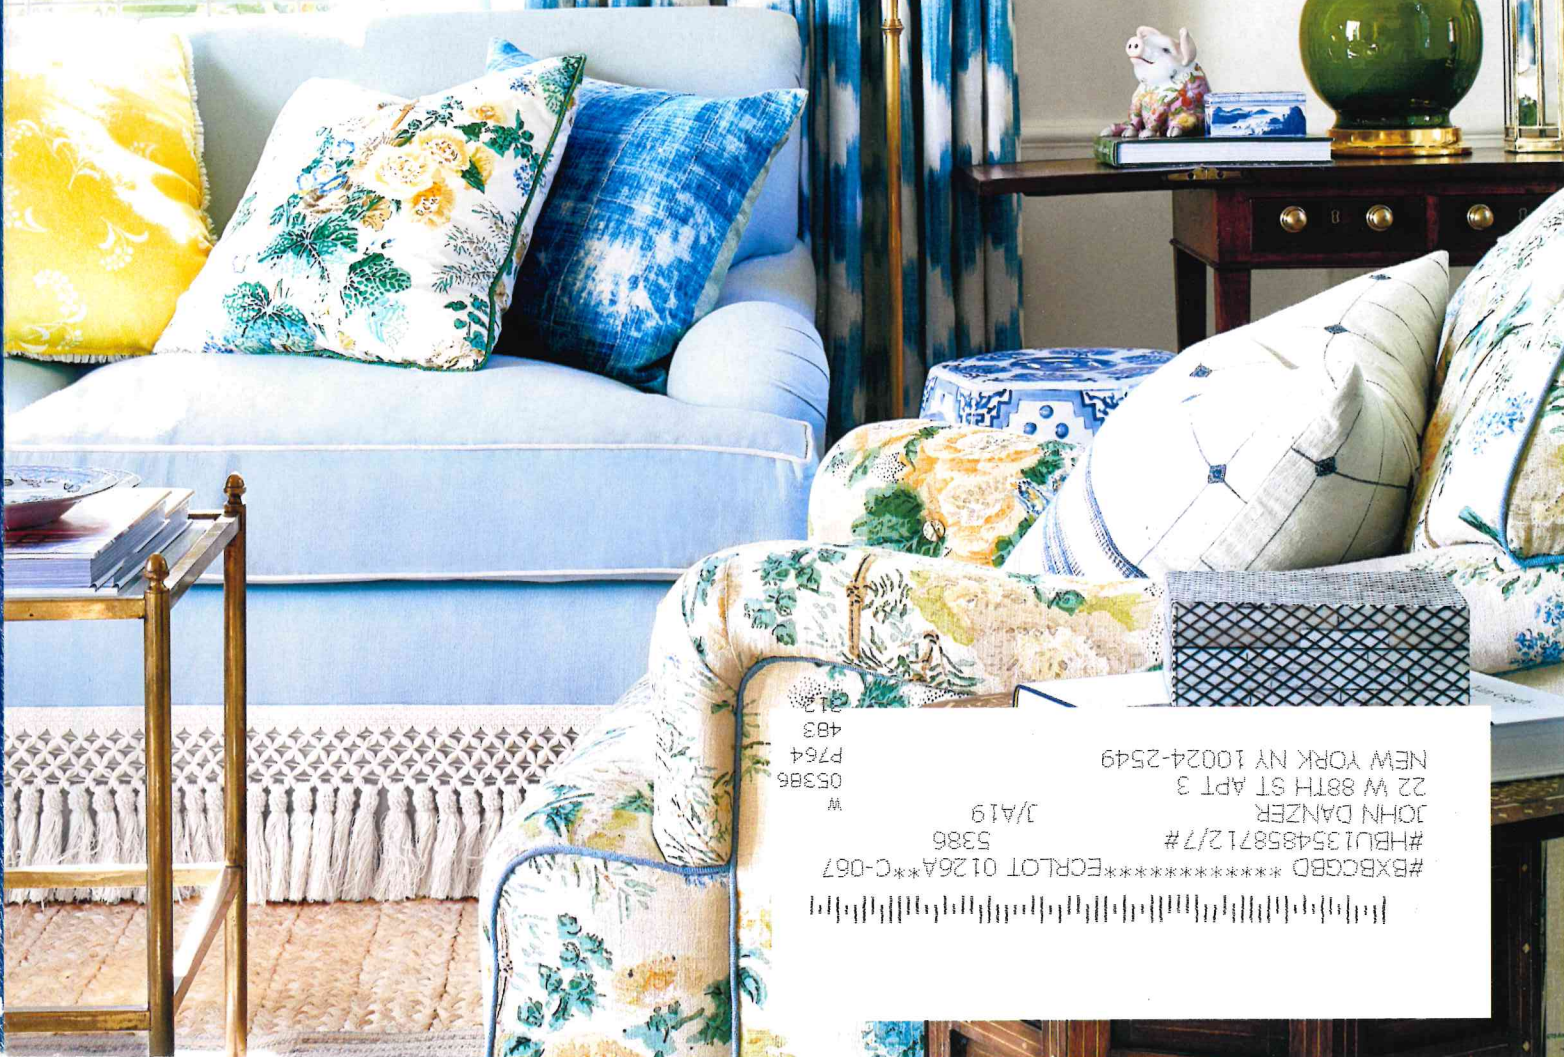 #BXBCGBD ************ECRLOT 0126A**C-067
#HBU1354858712/7# 5386
JOHN DANZER J/A19 W
22 W 88TH ST APT 3 05386
NEW YORK NY 10024-2549 P764
483
312